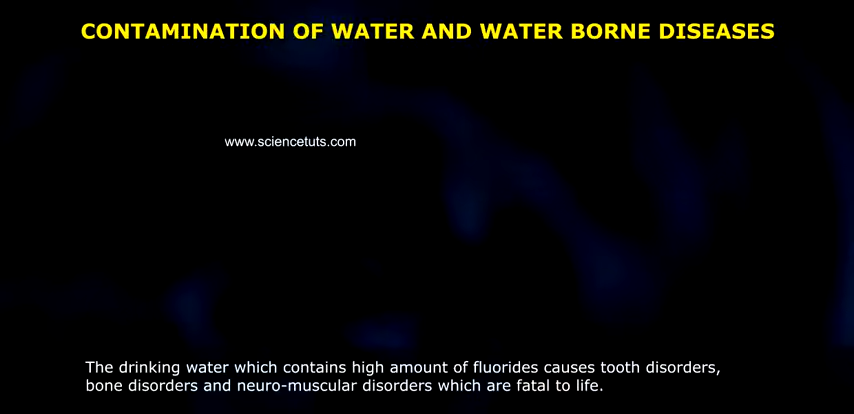 CONTAMINATION OF WATER AND WATER BORNE DISEASES
www.sciencetuts.com
The drinking water which contains high amount of fluorides causes tooth disorders,
bone disorders and neuro-muscular disorders which are fatal to life.